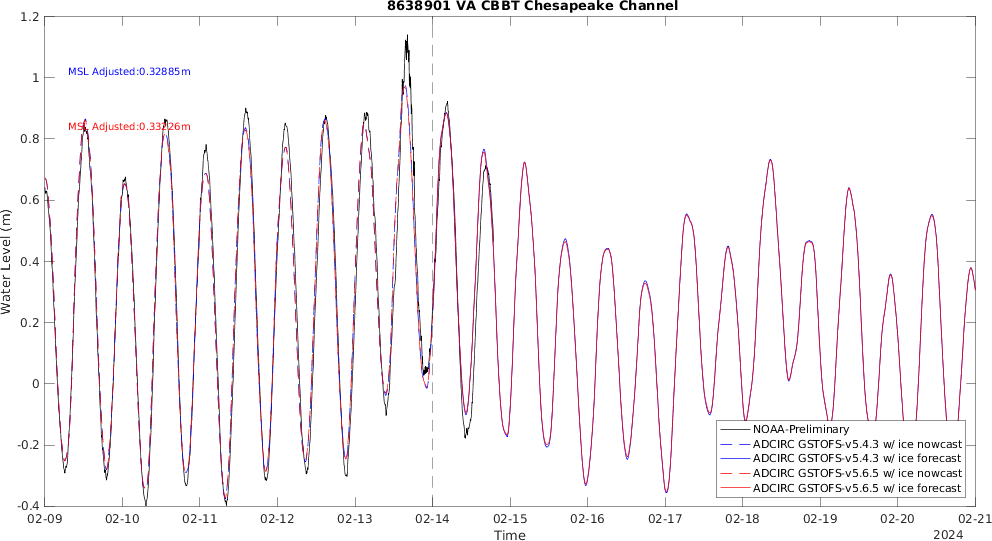 8638901 VA CBBT Chesapeake Channel
1.2
1
0.8
0.6
0.4
0.2
0
-0.2
-0.4
Water Level (m)
MSL Adjusted:0.32885m
MSL Adjusted:0.33226m
NOAA-Preliminary
ADCIRC GSTOFS-v5.4.3 w/ ice nowcast
ADCIRC GSTOFS-v5.4.3 w/ ice forecast
ADCIRC GSTOFS-v5.6.5 w/ ice nowcast
ADCIRC GSTOFS-v5.6.5 w/ ice forecast
02-09 02-10 02-11 02-12 02-13 02-14 02-15 02-16 02-17 02-18 02-19 02-20 02-21
Time
2024